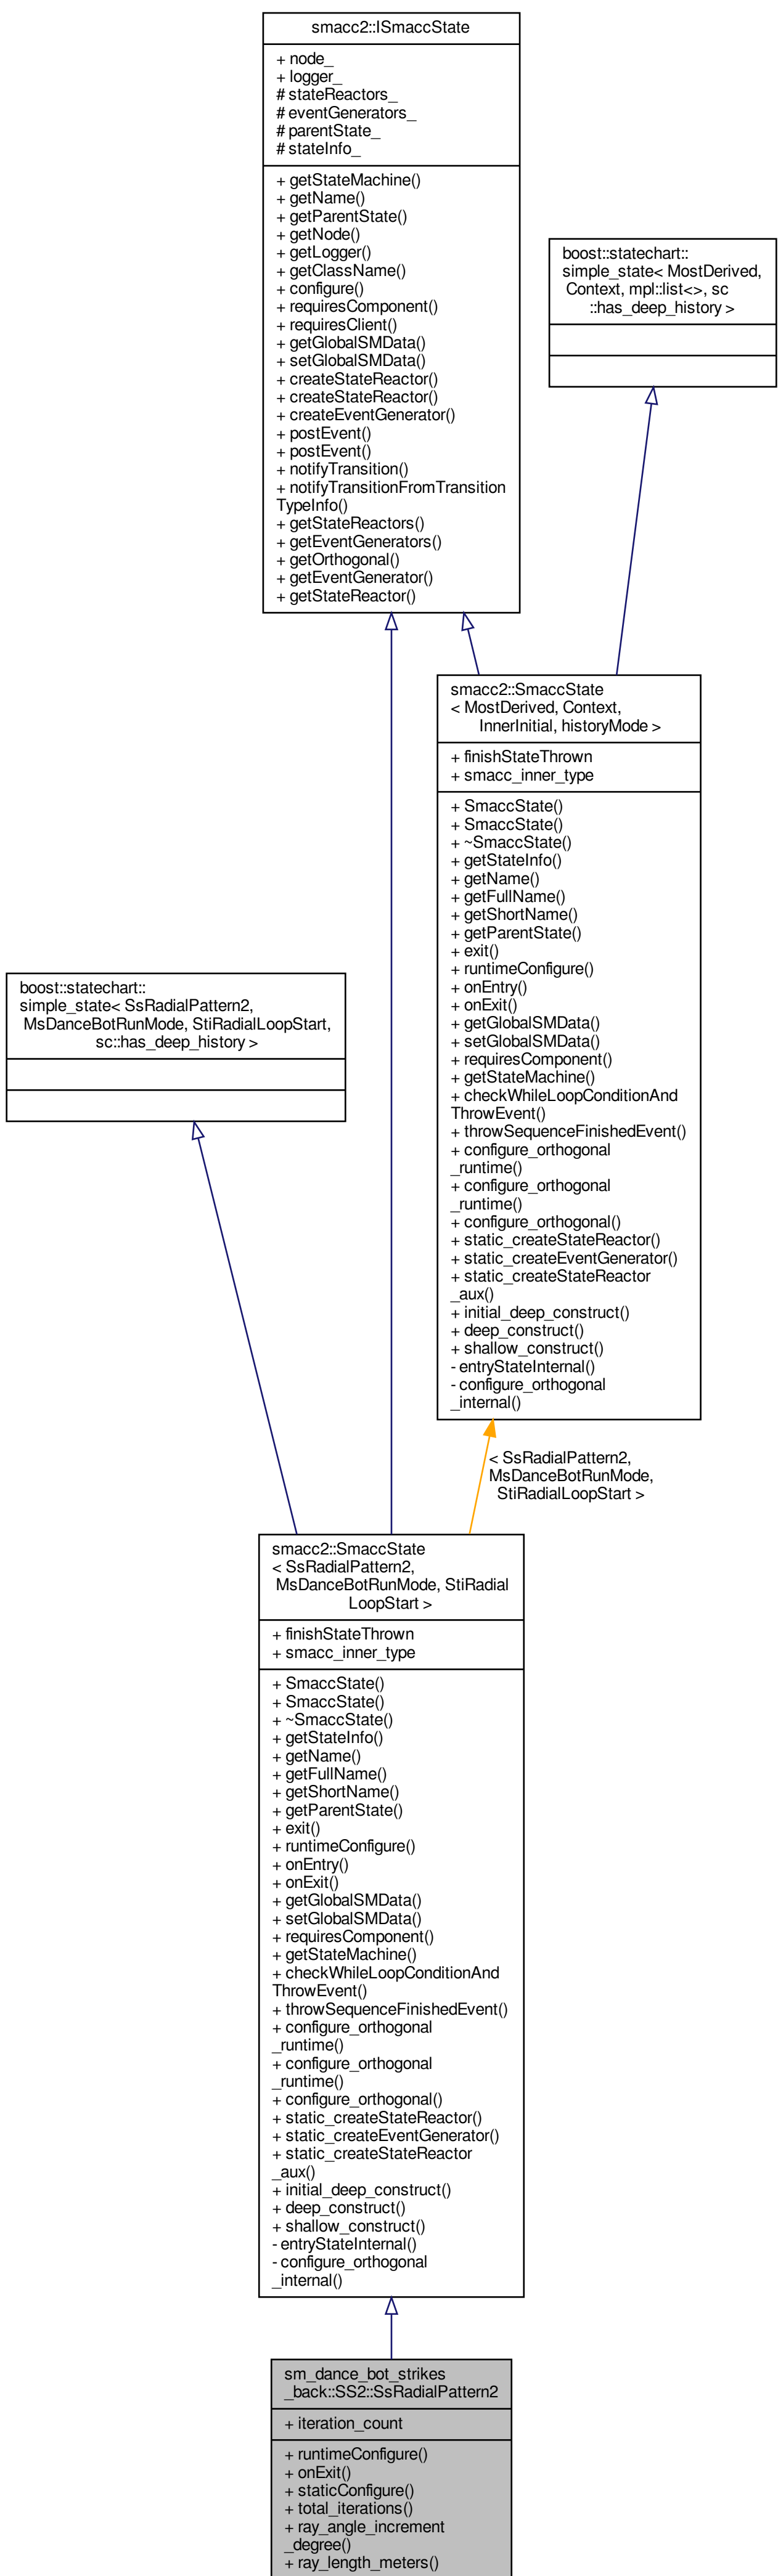 smacc2::ISmaccState
+ node_
+ logger_
# stateReactors_
# eventGenerators_
# parentState_
# stateInfo_
+ getStateMachine()
+ getName()
+ getParentState()
+ getNode()
+ getLogger()
+ getClassName()
+ configure()
+ requiresComponent()
+ requiresClient()
+ getGlobalSMData()
+ setGlobalSMData()
+ createStateReactor()
+ createStateReactor()
+ createEventGenerator()
+ postEvent()
+ postEvent()
+ notifyTransition()
+ notifyTransitionFromTransition
TypeInfo()
+ getStateReactors()
+ getEventGenerators()
+ getOrthogonal()
+ getEventGenerator()
+ getStateReactor()
boost::statechart::
simple_state< MostDerived,
Context, mpl::list<>, sc
::has_deep_history >
smacc2::SmaccState
< MostDerived, Context,
InnerInitial, historyMode >
+ finishStateThrown
+ smacc_inner_type
+ SmaccState()
+ SmaccState()
+ ~SmaccState()
+ getStateInfo()
+ getName()
+ getFullName()
+ getShortName()
+ getParentState()
+ exit()
+ runtimeConfigure()
+ onEntry()
+ onExit()
+ getGlobalSMData()
+ setGlobalSMData()
+ requiresComponent()
+ getStateMachine()
+ checkWhileLoopConditionAnd
ThrowEvent()
+ throwSequenceFinishedEvent()
+ configure_orthogonal
_runtime()
+ configure_orthogonal
_runtime()
+ configure_orthogonal()
+ static_createStateReactor()
+ static_createEventGenerator()
+ static_createStateReactor
_aux()
+ initial_deep_construct()
+ deep_construct()
+ shallow_construct()
- entryStateInternal()
- configure_orthogonal
_internal()
boost::statechart::
simple_state< SsRadialPattern2,
MsDanceBotRunMode, StiRadialLoopStart,
sc::has_deep_history >
< SsRadialPattern2,
MsDanceBotRunMode,
StiRadialLoopStart >
smacc2::SmaccState
< SsRadialPattern2,
MsDanceBotRunMode, StiRadial
LoopStart >
+ finishStateThrown
+ smacc_inner_type
+ SmaccState()
+ SmaccState()
+ ~SmaccState()
+ getStateInfo()
+ getName()
+ getFullName()
+ getShortName()
+ getParentState()
+ exit()
+ runtimeConfigure()
+ onEntry()
+ onExit()
+ getGlobalSMData()
+ setGlobalSMData()
+ requiresComponent()
+ getStateMachine()
+ checkWhileLoopConditionAnd
ThrowEvent()
+ throwSequenceFinishedEvent()
+ configure_orthogonal
_runtime()
+ configure_orthogonal
_runtime()
+ configure_orthogonal()
+ static_createStateReactor()
+ static_createEventGenerator()
+ static_createStateReactor
_aux()
+ initial_deep_construct()
+ deep_construct()
+ shallow_construct()
- entryStateInternal()
- configure_orthogonal
_internal()
sm_dance_bot_strikes
_back::SS2::SsRadialPattern2
+ iteration_count
+ runtimeConfigure()
+ onExit()
+ staticConfigure()
+ total_iterations()
+ ray_angle_increment
_degree()
+ ray_length_meters()